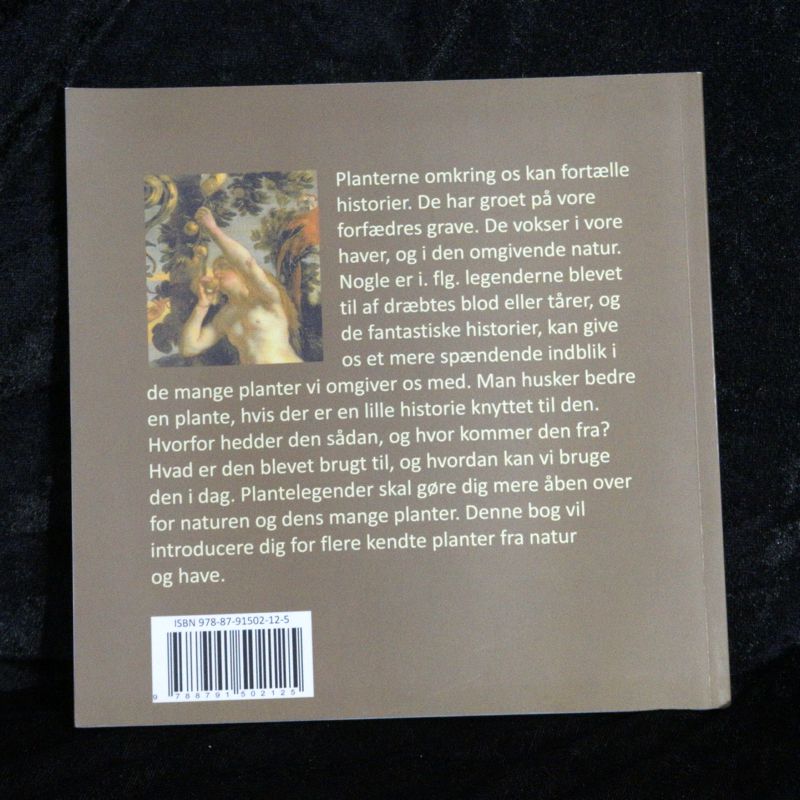 Planterne omkring os kan fortælle
historier. De har groet på vore
forfædres grave. De vokser i vore
haver, og i den omgivende natur.
Nogle er i. flg. legenderne blevet
til af dræbtes blod eller tårer, og
de fantastiske historier, kan give
os et mere spændende indblik i
de mange planter vi omgiver os med. Man husker bedre
en plante, hvis der er en lille historie knyttet til den.
Hvorfor hedder den sådan, og hvor kommer den fra?
Hvad er den blevet brugt til, og hvordan kan vi bruge
den i dag. Plantelegender skal gøre dig mere åben over
for naturen og dens mange planter. Denne bog vil
introducere dig for flere kendte planter fra natur
og have.
ISBN 978-87-91502-12-5
9 788791 502125